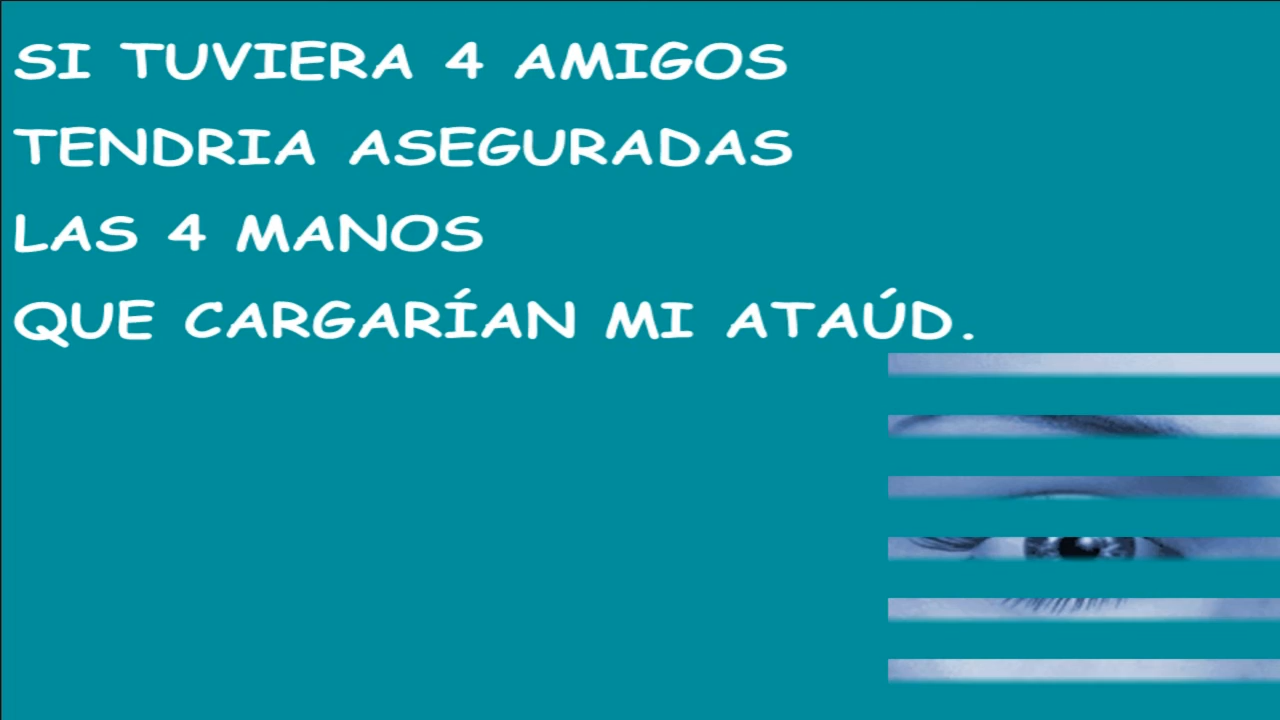 SI TUVIERA 4 AMIGOS
TENDRIA ASEGURADAS
LAS 4 MANOS
QUE CARGARÍAN MI ATAÚD.